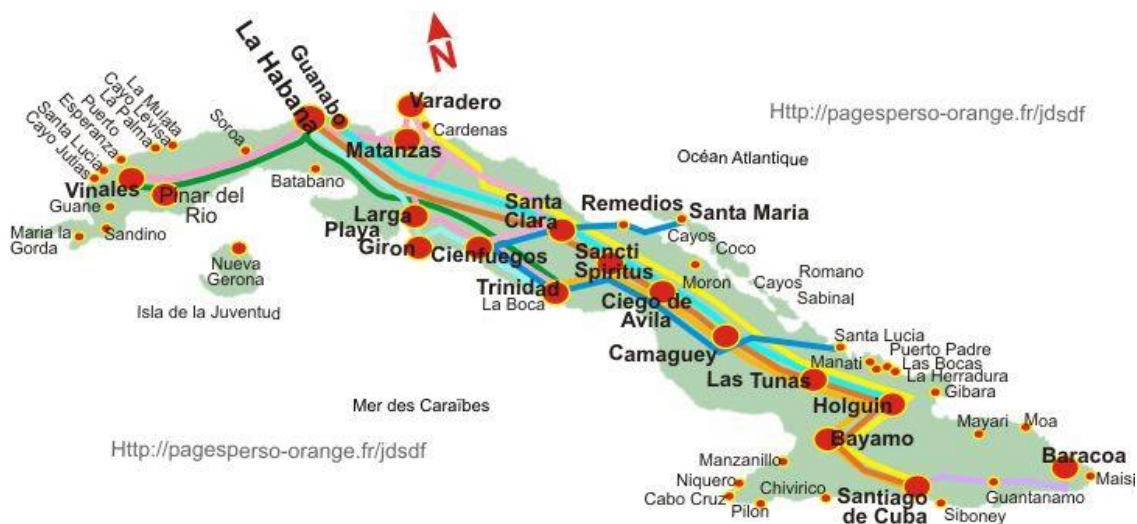 N
La Habana
Guanabo
Varadero
Cardenas
Matanzas
Http://pagesperso-orange.fr/jdsdf
Océan Atlantique
La Mulata
Cayo Levisa
La Palma
Puerto
Esperanza
Santa Lucia
Cayo Jutias
Soroa
Vinales
Pinar del
Rio
Guane
Maria la
Gorda
Sandino
Batabano
Nueva
Gerona
Isla de la Juventud
Larga
Playa
Giron
Cienfuegos
Santa
Clara
Remedios
Santa Maria
Cayos
Coco
Sancti
Spiritus
Moron
Cayos
Romano
Sabinal
Trinidad
La Boca
Ciego de
Avila
Camaguey
Santa Lucia
Manati
Puerto Padre
Las Bocas
La Herradura
Gibara
Las Tunas
Holguin
Mer des Caraïbes
Http://pagesperso-orange.fr/jdsdf
Bayamo
Mayari
Moa
Baracoa
Maisi
Manzanillo
Niquero
Cabo Cruz
Pilon
Chivirico
Santiago
de Cuba
Siboney
Guantanamo